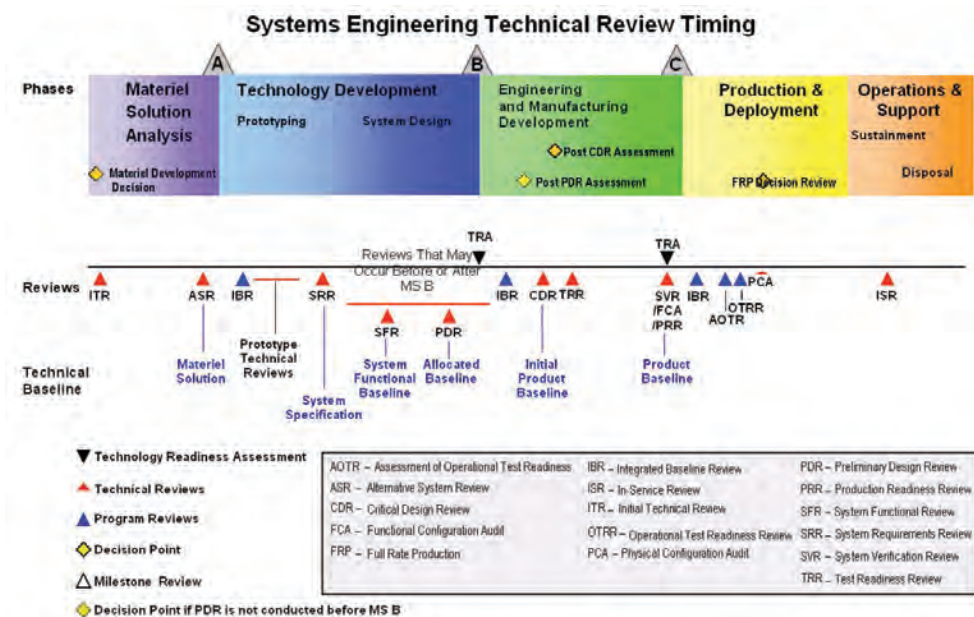 Systems Engineering Technical Review Timing
A
B
C
Phases
Materiel
Solution
Analysis
Materiel Development
Decision
Technology Development
Prototyping
System Design
Engineering
and Manufacturing
Development
Post CDR Assessment
Post PDR Assessment
Production &
Deployment
FRP Decision Review
Operations &
Support
Sustainment
Disposal
TRA
TRA
Reviews That May
Occur Before or After
MS B
Reviews
ITR
ASR
IBR
SRR
SFR
PDR
IBR
CDR
TRR
SVR
/FCA
/PRR
IBR
AOTR
OTRR
PCA
ISR
Prototype
Technical
Reviews
Technical
Baseline
Materiel
Solution
System
Specification
System
Functional
Baseline
Allocated
Baseline
Initial
Product
Baseline
Product
Baseline
Technology Readiness Assessment
Technical Reviews
Program Reviews
Decision Point
Milestone Review
Decision Point if PDR is not conducted before MS B
AOTR – Assessment of Operational Test Readiness
ASR – Alternative System Review
CDR – Critical Design Review
FCA – Functional Configuration Audit
FRP – Full Rate Production
IBR – Integrated Baseline Review
ISR – In-Service Review
ITR – Initial Technical Review
OTRR – Operational Test Readiness Review
PCA – Physical Configuration Audit
PDR – Preliminary Design Review
PRR – Production Readiness Review
SFR – System Functional Review
SRR – System Requirements Review
SVR – System Verification Review
TRR – Test Readiness Review